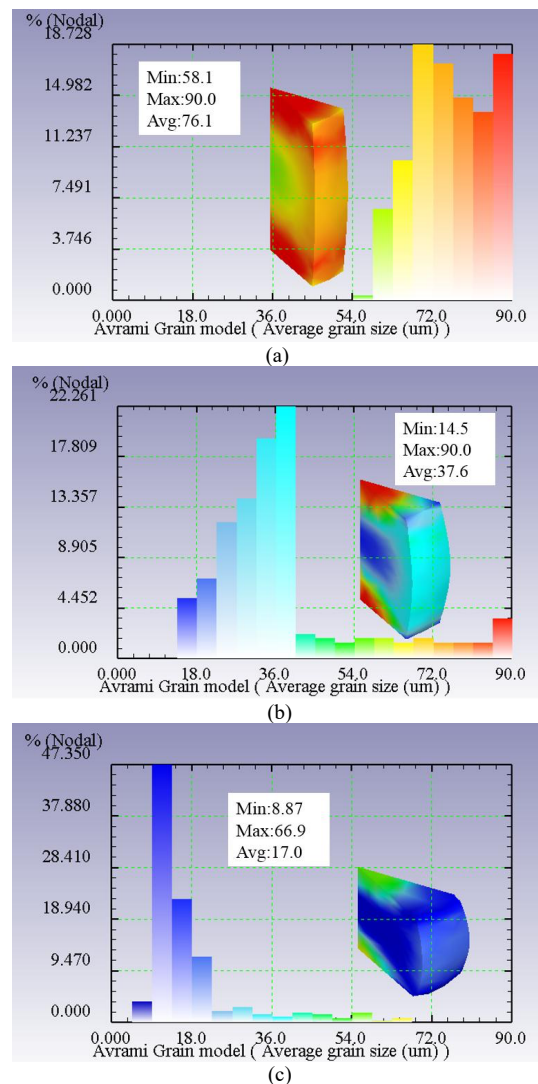 % (Nodal)
18.728
14.982
11.237
7.491
3.746
0.000
Min:58.1
Max:90.0
Avg:76.1
0.000 18.0 36.0 54.0 72.0 90.0
Avrami Grain model ( Average grain size (um) )
(a)
% (Nodal)
22.261
17.809
13.357
8.905
4.452
0.000
Min:14.5
Max:90.0
Avg:37.6
0.000 18.0 36.0 54.0 72.0 90.0
Avrami Grain model ( Average grain size (um) )
(b)
% (Nodal)
47.350
37.880
28.410
18.940
9.470
0.000
Min:8.87
Max:66.9
Avg:17.0
0.000 18.0 36.0 54.0 72.0 90.0
Avrami Grain model ( Average grain size (um) )
(c)